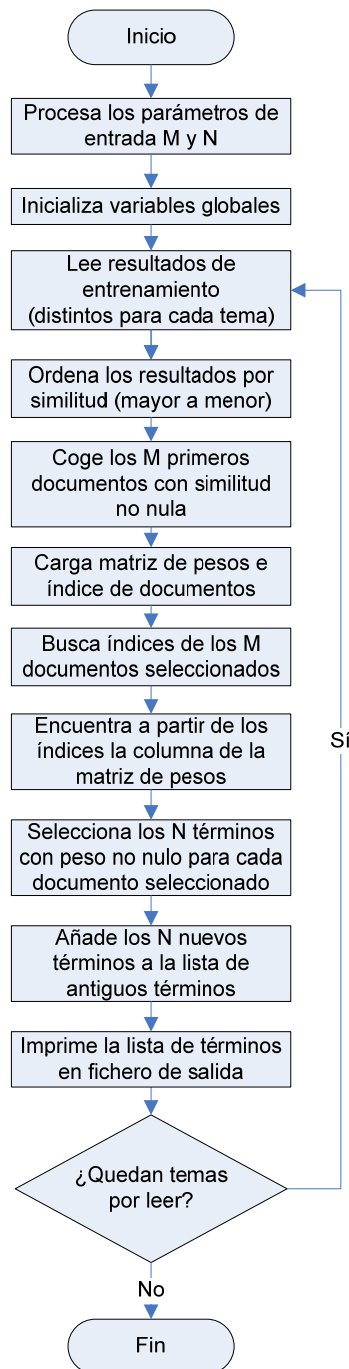 Inicio
Procesa los parámetros de
entrada M y N
Inicializa variables globales
Lee resultados de
entrenamiento
(distintos para cada tema)
Ordena los resultados por
similitud (mayor a menor)
Coge los M primeros
documentos con similitud
no nula
Carga matriz de pesos e
índice de documentos
Busca índices de los M
documentos seleccionados
Encuentra a partir de los
índices la columna de la
matriz de pesos
Selecciona los N términos
con peso no nulo para cada
documento seleccionado
Añade los N nuevos
términos a la lista de
antiguos términos
Imprime la lista de términos
en fichero de salida
¿Quedan temas
por leer?
Sí
No
Fin